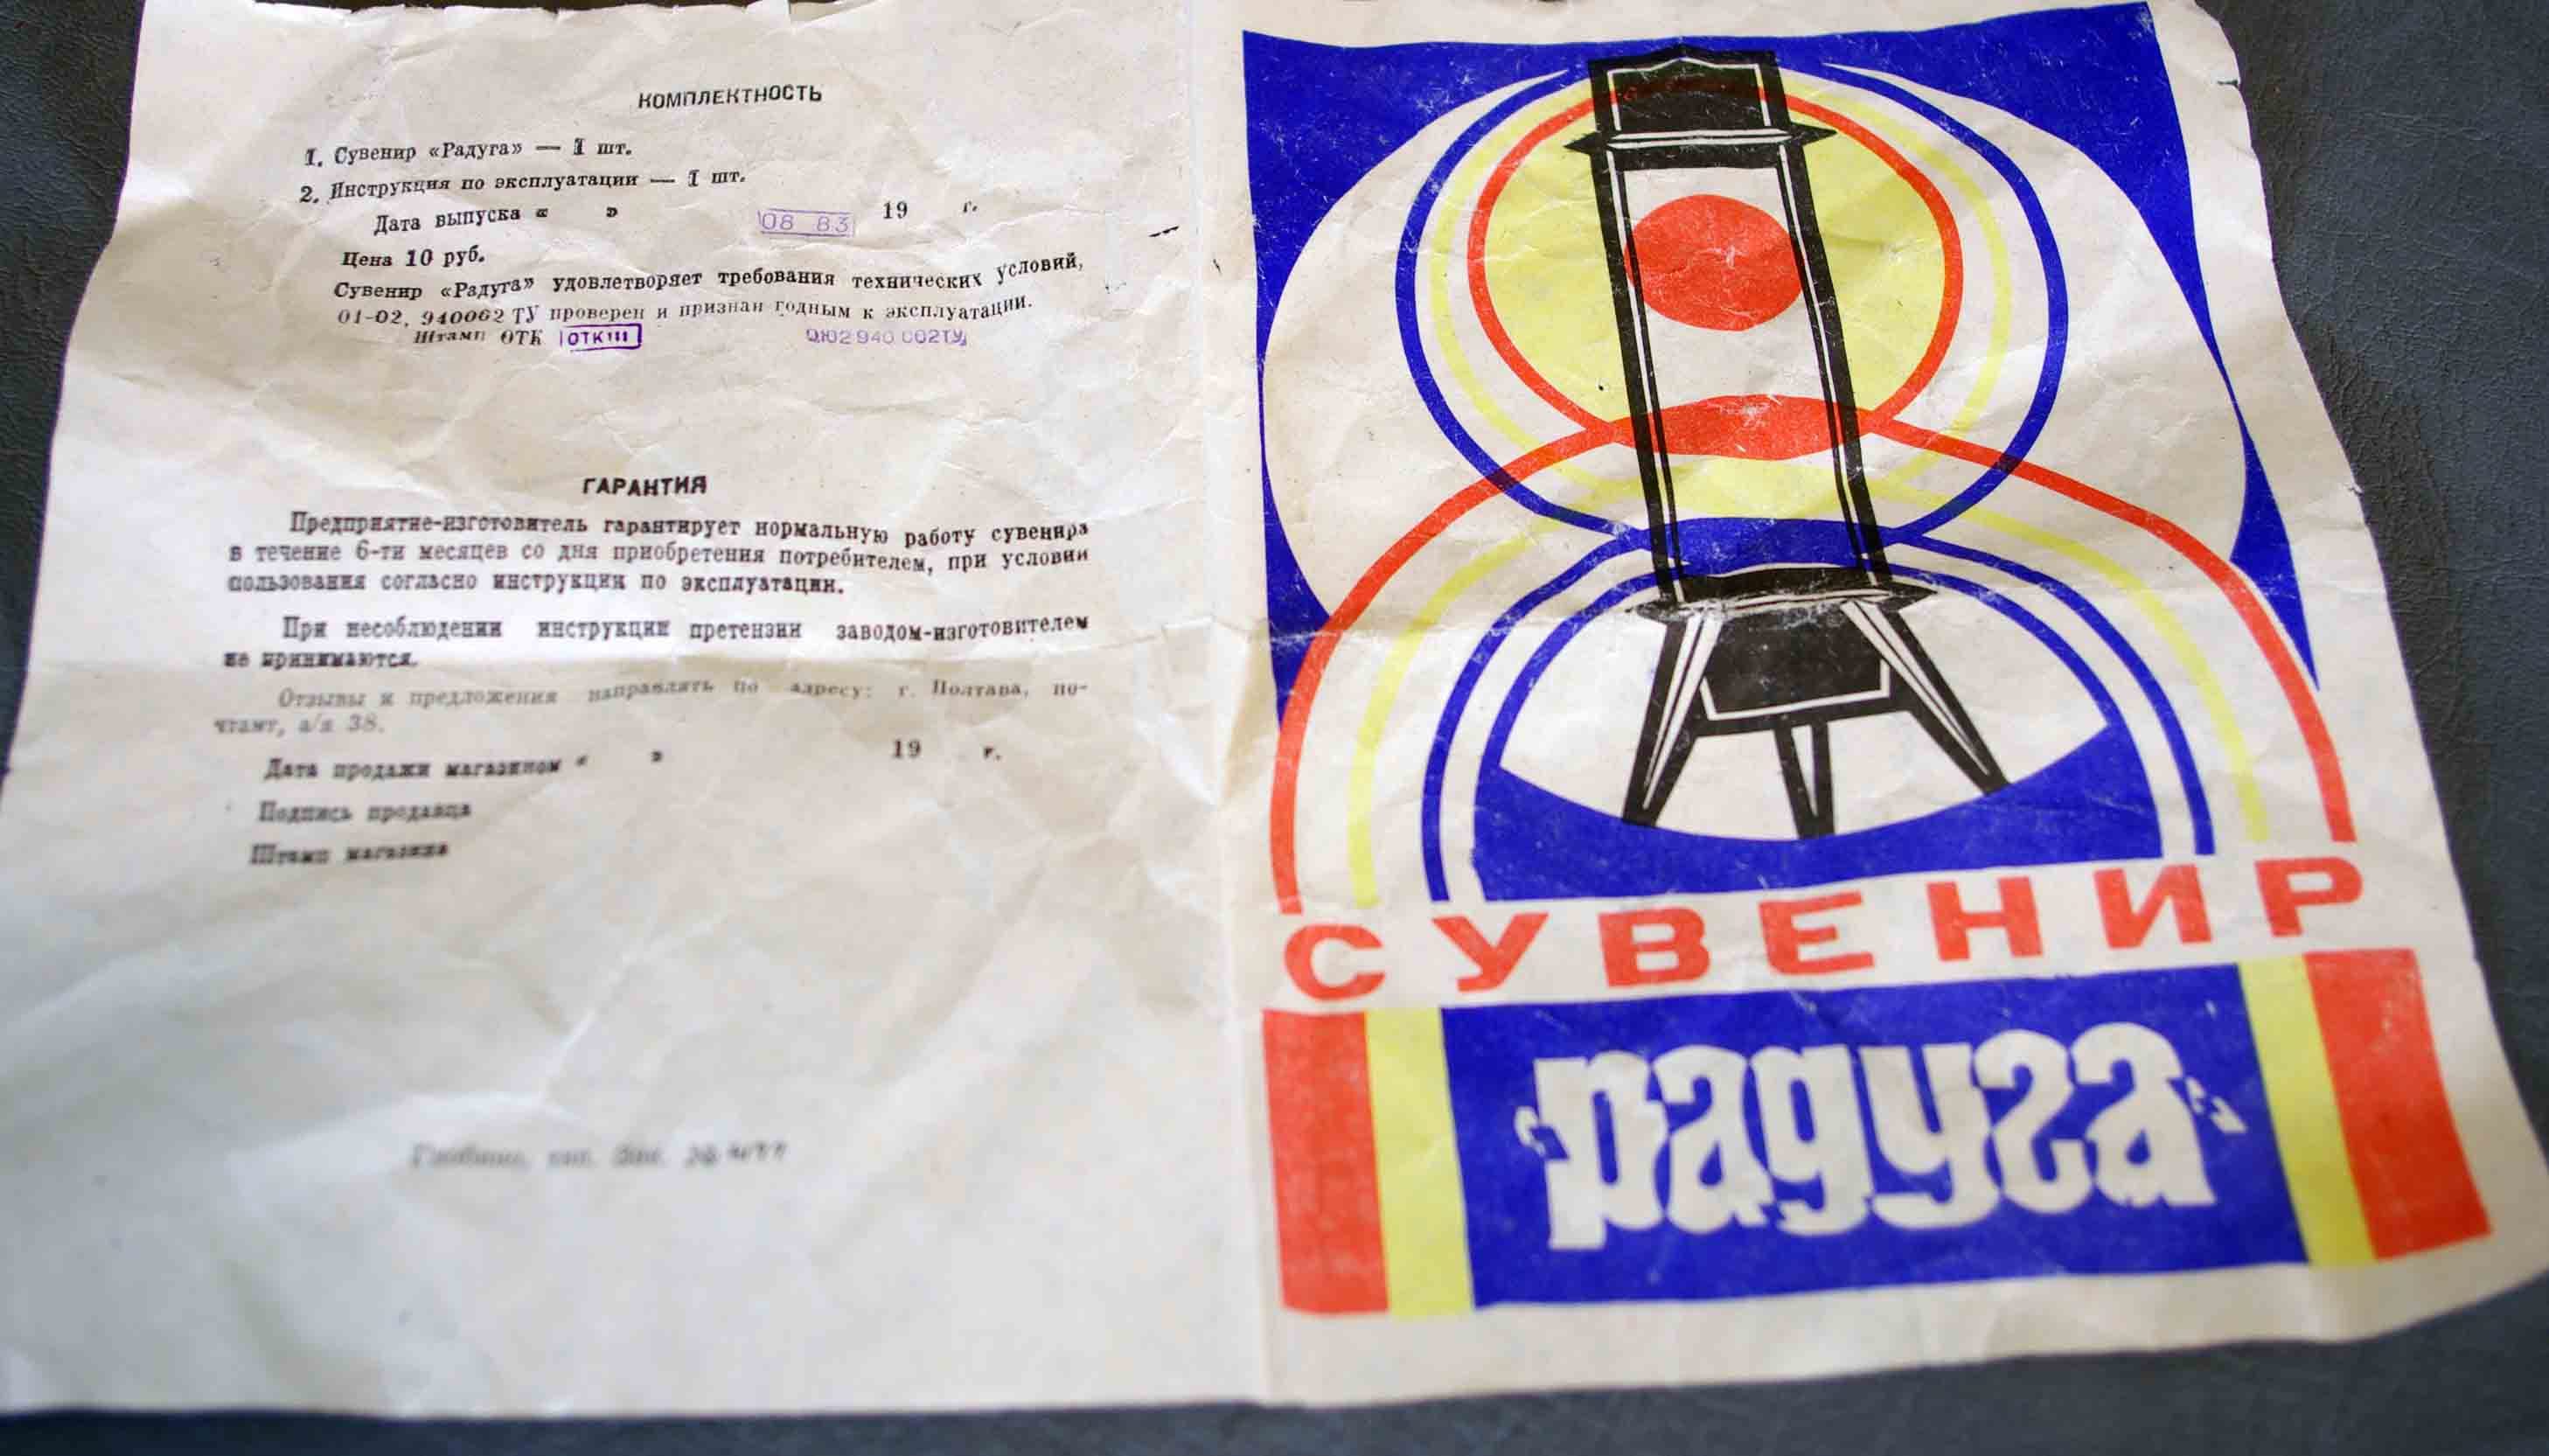 КОМПЛЕКТНОСТЬ
1. Сувенир «Радуга» — 1 шт.
2. Инструкция по эксплуатации — 1 шт.
Дата выпуска « » 08 83 19 г.
Цена 10 руб.
Сувенир «Радуга» удовлетворяет требования технических условий,
01-02, 940062 ТУ проверен и признан годным к эксплуатации.
Штамп ОТК ОТК 940 002ТУ
ГАРАНТИЯ
Предприятие-изготовитель гарантирует нормальную работу сувенира
в течение 6-ти месяцев со дня приобретения потребителем, при условии
пользования согласно инструкции по эксплуатации.
При несоблюдении инструкции претензии заводом-изготовителем
не принимаются.
Отзывы и предложения направлять по адресу: г. Полтава, по-
чтамт, а/я 38.
Дата продажи магазином « » 19 г.
Подпись продавца
Штамп магазина
СУВЕНИР
"радуга"